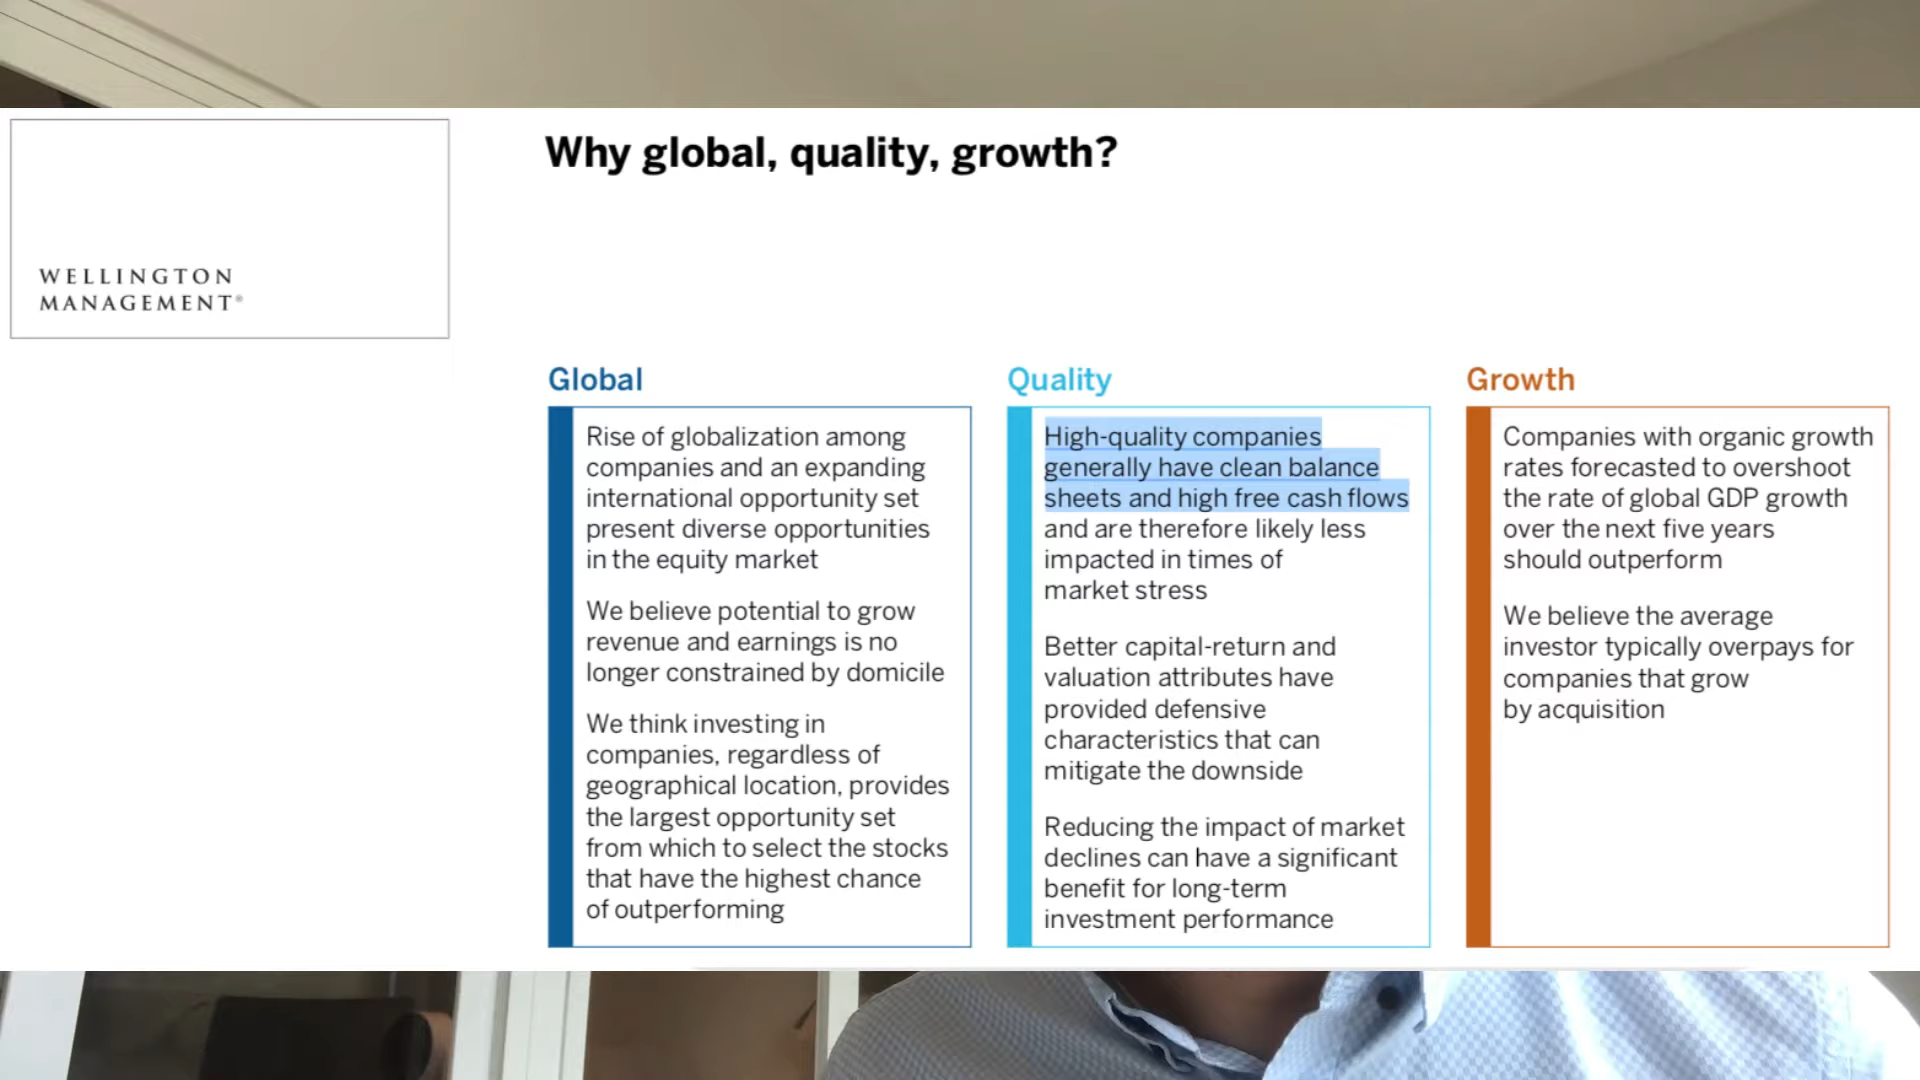 WELLINGTON
MANAGEMENT®
Why global, quality, growth?
Global
Rise of globalization among
companies and an expanding
international opportunity set
present diverse opportunities
in the equity market
We believe potential to grow
revenue and earnings is no
longer constrained by domicile
We think investing in
companies, regardless of
geographical location, provides
the largest opportunity set
from which to select the stocks
that have the highest chance
of outperforming
Quality
High-quality companies
generally have clean balance
sheets and high free cash flows
and are therefore likely less
impacted in times of
market stress
Better capital-return and
valuation attributes have
provided defensive
characteristics that can
mitigate the downside
Reducing the impact of market
declines can have a significant
benefit for long-term
investment performance
Growth
Companies with organic growth
rates forecasted to overshoot
the rate of global GDP growth
over the next five years
should outperform
We believe the average
investor typically overpays for
companies that grow
by acquisition